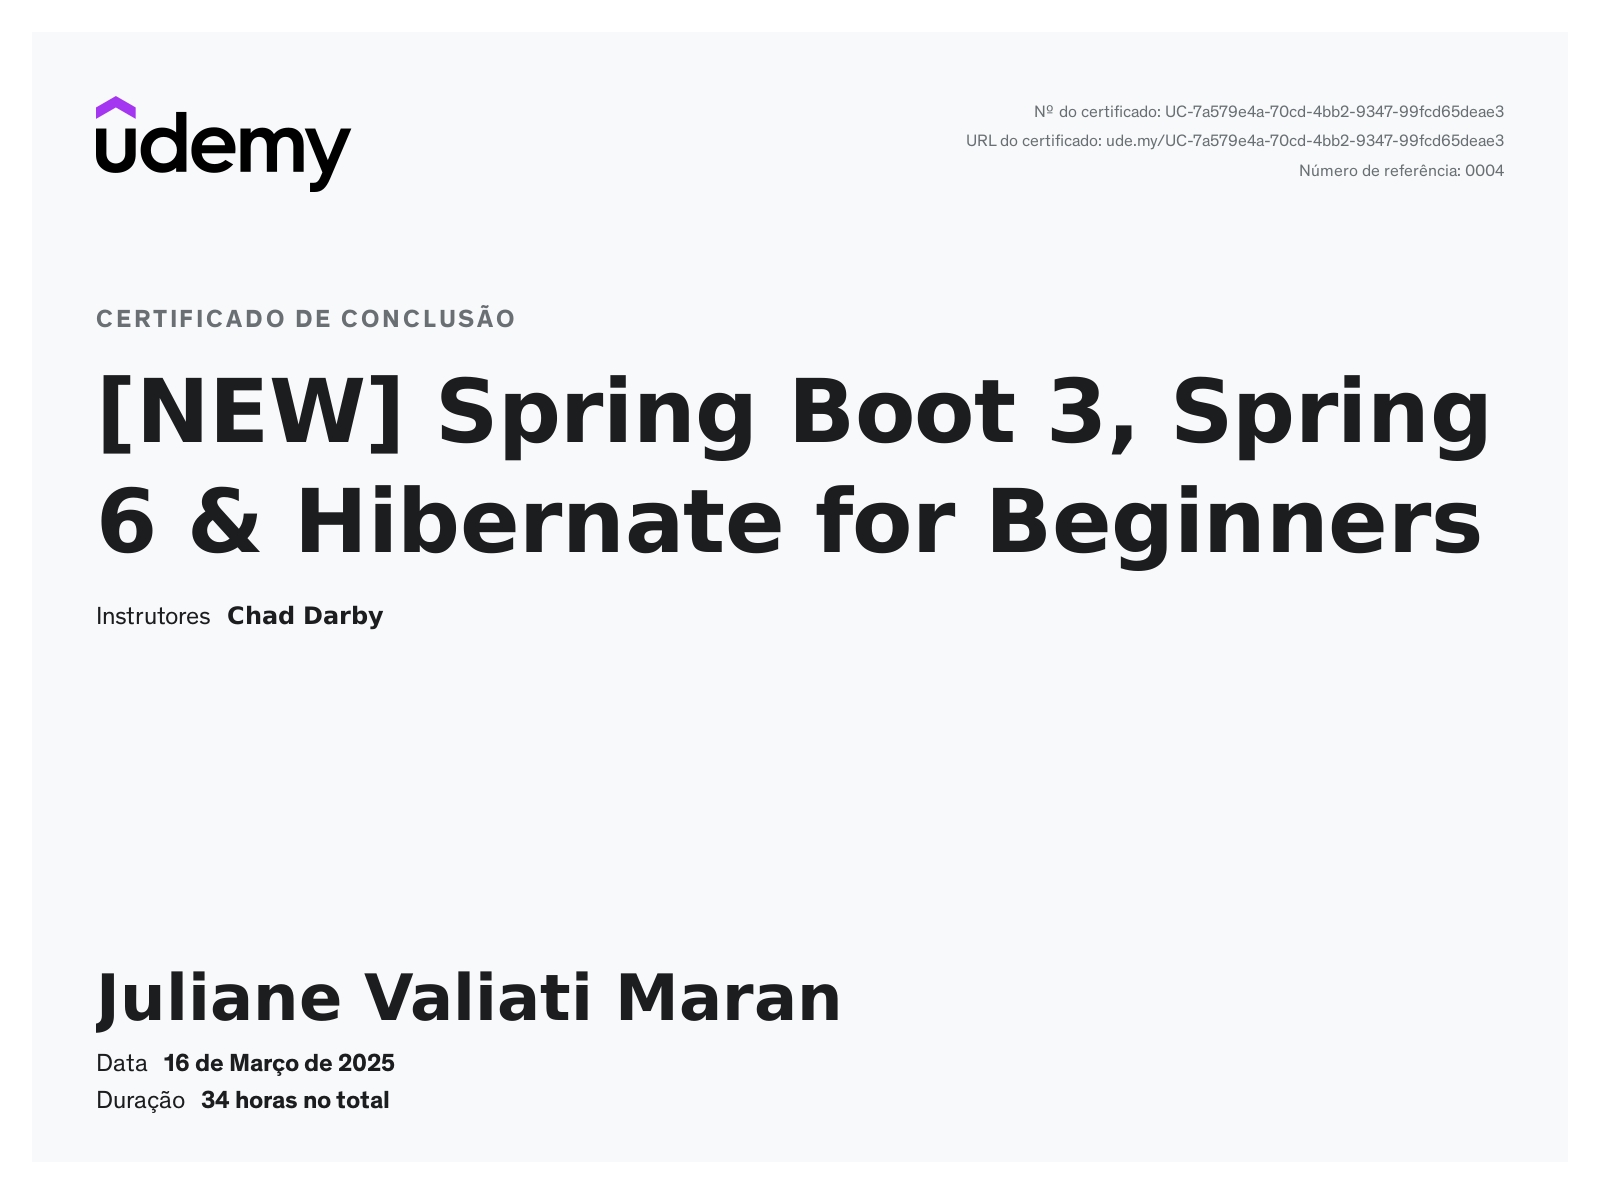 udemy
Nº do certificado: UC-7a579e4a-70cd-4bb2-9347-99fcd65deae3
URL do certificado: ude.my/UC-7a579e4a-70cd-4bb2-9347-99fcd65deae3
Número de referência: 0004
CERTIFICADO DE CONCLUSÃO
[NEW] Spring Boot 3, Spring
6 & Hibernate for Beginners
Instrutores Chad Darby
Juliane Valiati Maran
Data 16 de Março de 2025
Duração 34 horas no total